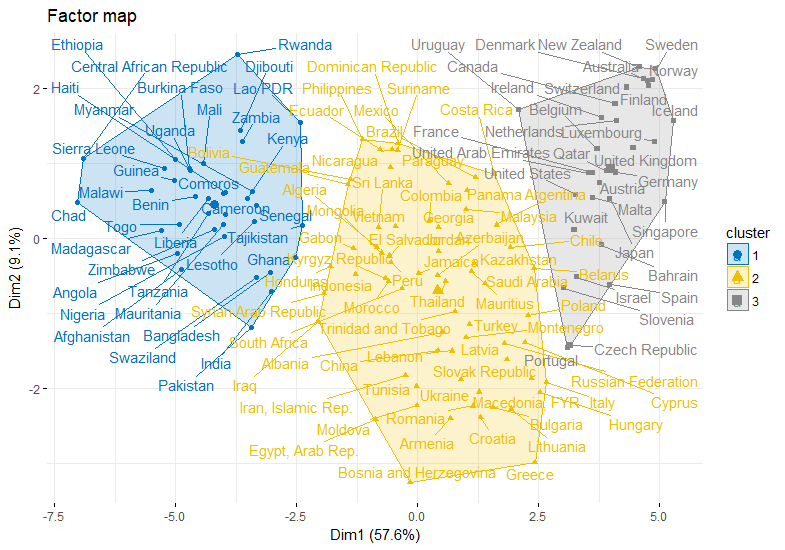 Factor map
Ethiopia
Rwanda
Uruguay
Denmark
New Zealand
Sweden
Central African Republic
Djibouti
Dominican Republic
Canada
Australia
Norway
Haiti
Burkina Faso
Lao PDR
Philippines
Suriname
Ireland
Switzerland
Finland
Myanmar
Mali
Zambia
Ecuador
Mexico
Costa Rica
Belgium
Iceland
Uganda
Kenya
Brazil
France
Netherlands
Luxembourg
Sierra Leone
Bolivia
Nicaragua
Paraguay
United Arab Emirates
Qatar
United Kingdom
Guinea
Guatemala
United States
Malawi
Comoros
Algeria
Sri Lanka
Colombia
Panama
Argentina
Austria
Germany
Chad
Benin
Cameroon
Senegal
Mongolia
Vietnam
Georgia
Malaysia
Kuwait
Malta
Togo
Liberia
Tajikistan
Gabon
El Salvador
Jordan
Azerbaijan
Chile
Singapore
Madagascar
Zimbabwe
Lesotho
Ghana
Kyrgyz Republic
Jamaica
Kazakhstan
Japan
Angola
Tanzania
Honduras
Indonesia
Peru
Saudi Arabia
Belarus
Bahrain
Nigeria
Mauritania
Syrian Arab Republic
Morocco
Thailand
Mauritius
Poland
Israel
Spain
Afghanistan
Bangladesh
South Africa
Trinidad and Tobago
Turkey
Montenegro
Slovenia
Swaziland
India
Albania
China
Lebanon
Latvia
Portugal
Czech Republic
Pakistan
Iraq
Tunisia
Slovak Republic
Russian Federation
Iran, Islamic Rep.
Ukraine
Macedonia, FYR
Italy
Cyprus
Moldova
Romania
Bulgaria
Hungary
Egypt, Arab Rep.
Armenia
Croatia
Lithuania
Bosnia and Herzegovina
Greece
2
0
-2
Dim2 (9.1%)
-7.5
-5.0
-2.5
0.0
2.5
5.0
Dim1 (57.6%)
cluster
1
2
3